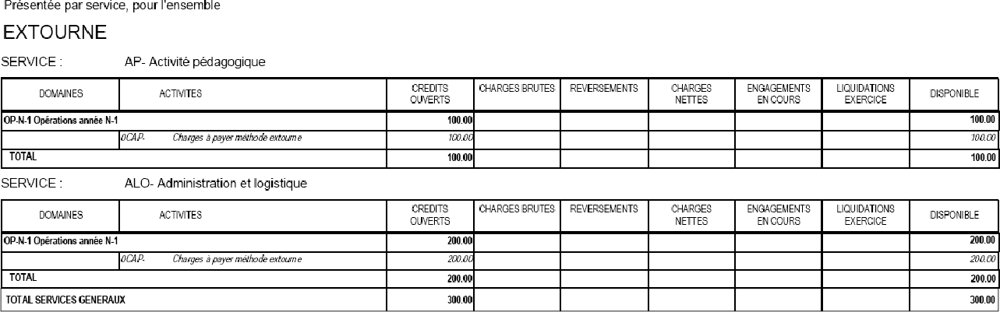 Présentée par service, pour l'ensemble
EXTOURNE
SERVICE : AP- Activité pédagogique
DOMAINES ACTIVITES CREDITS OUVERTS CHARGES BRUTES REVERSEMENTS CHARGES NETTES ENGAGEMENTS EN COURS LIQUIDATIONS EXERCICE DISPONIBLE
OP-N-1 Opérations année N-1 100.00 100.00
0CAP- Charges à payer méthode extourne 100.00 100.00
TOTAL 100.00 100.00
SERVICE : ALO- Administration et logistique
DOMAINES ACTIVITES CREDITS OUVERTS CHARGES BRUTES REVERSEMENTS CHARGES NETTES ENGAGEMENTS EN COURS LIQUIDATIONS EXERCICE DISPONIBLE
OP-N-1 Opérations année N-1 200.00 200.00
0CAP- Charges à payer méthode extourne 200.00 200.00
TOTAL 200.00 200.00
TOTAL SERVICES GENERAUX 300.00 300.00